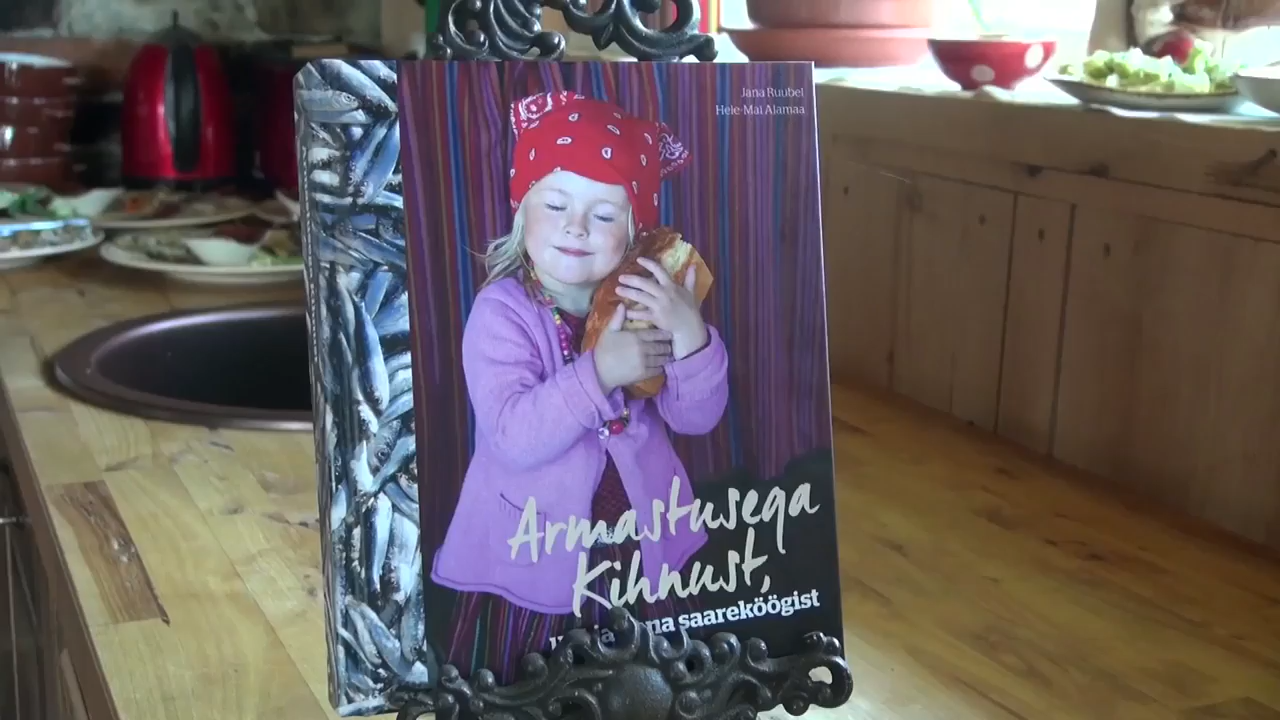 Jana Ruubel
Hele-Mai Alamaa
Armastusega
Kihnust,
saareköögist